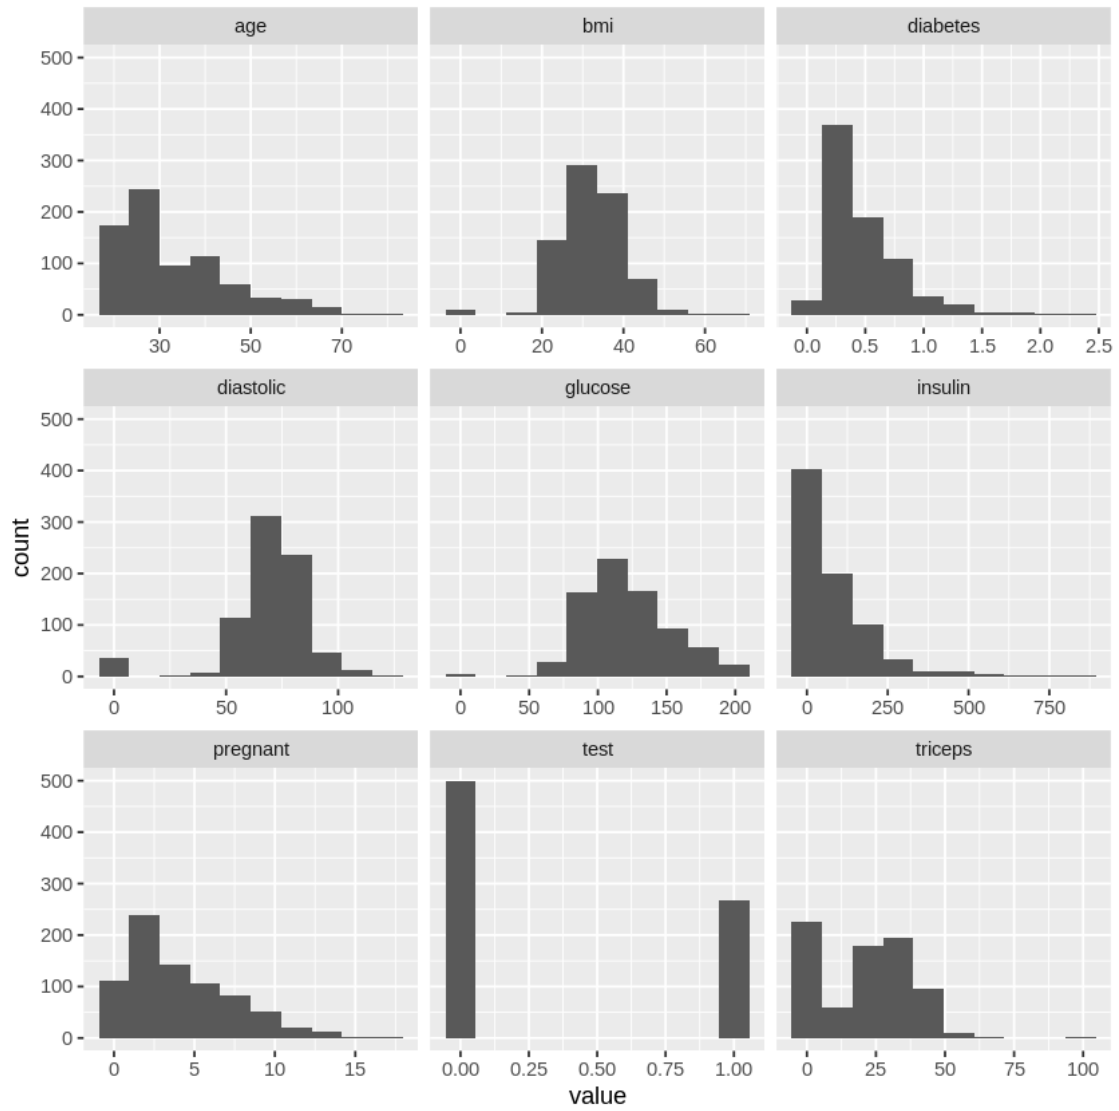 age bmi diabetes
500
400
300
200
100
0
30 50 70 0 20 40 60 0.0 0.5 1.0 1.5 2.0 2.5
diastolic glucose insulin
500
400
300
200
100
0
0 50 100 0 50 100 150 200 0 250 500 750
count
pregnant test triceps
500
400
300
200
100
0
0 5 10 15 0.00 0.25 0.50 0.75 1.00 0 25 50 75 100
value